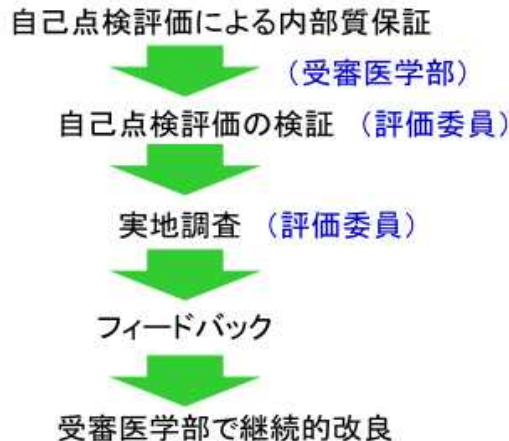 自己点検評価による内部質保証
（受審医学部）
自己点検評価の検証 （評価委員）
実地調査 （評価委員）
フィードバック
受審医学部で継続的改良